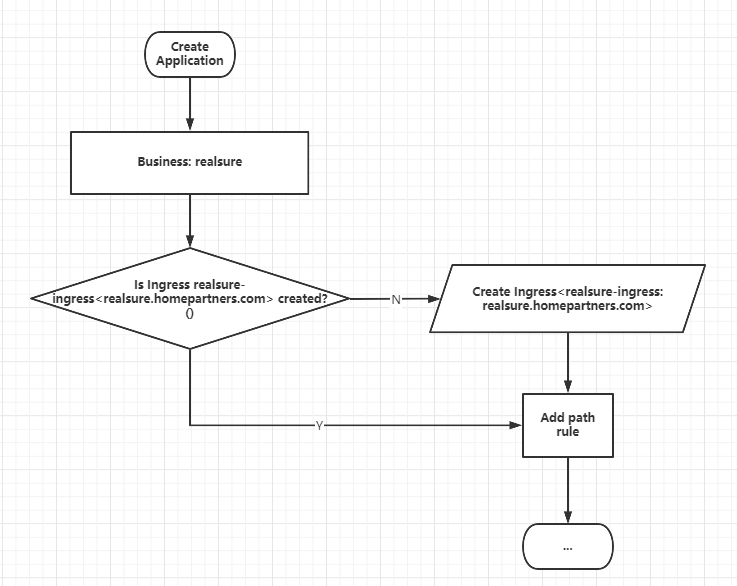 Create
Application
Business: realsure
Is Ingress realsure-
ingress<realsure.homepartners.com> created?
()
N
Create Ingress<realsure-ingress:
realsure.homepartners.com>
Add path
rule
Y
...